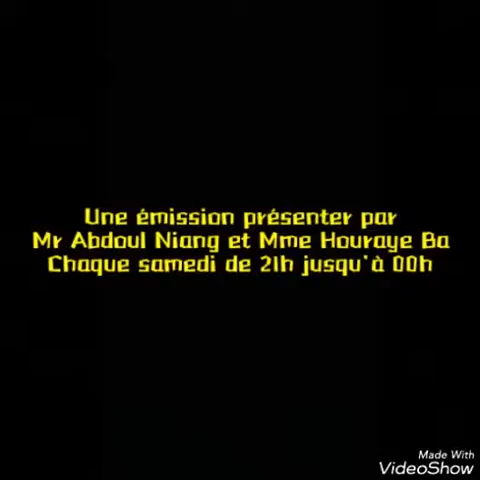 Une émission présenter par
Mr Abdoul Niang et Mme Houraye Ba
Chaque samedi de 21h jusqu'à 00h
Made With
VideoShow